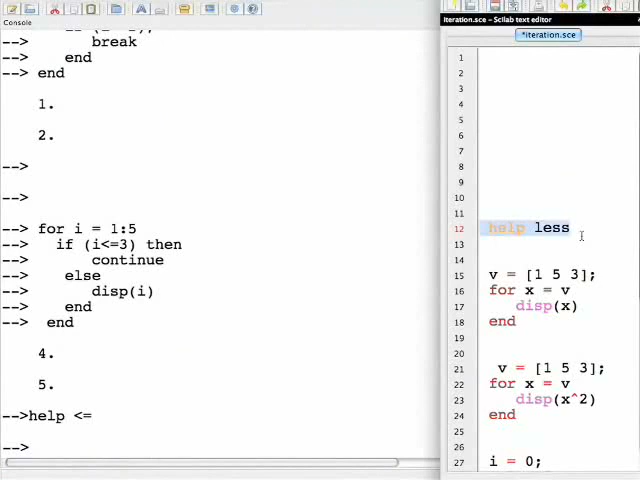 Console
--> break
--> end
--> end
1.
2.
-->
-->
--> for i = 1:5
--> if (i<=3) then
--> continue
--> else
--> disp(i)
--> end
--> end
4.
5.
-->help <=
-->
Iteration.sce – Scilab text editor
*iteration.sce
1
2
3
4
5
6
7
8
9
10
11
12 help less
13
14
15 v = [1 5 3];
16 for x = v
17 disp(x)
18 end
19
20
21 v = [1 5 3];
22 for x = v
23 disp(x^2)
24 end
25
26
27 i = 0;